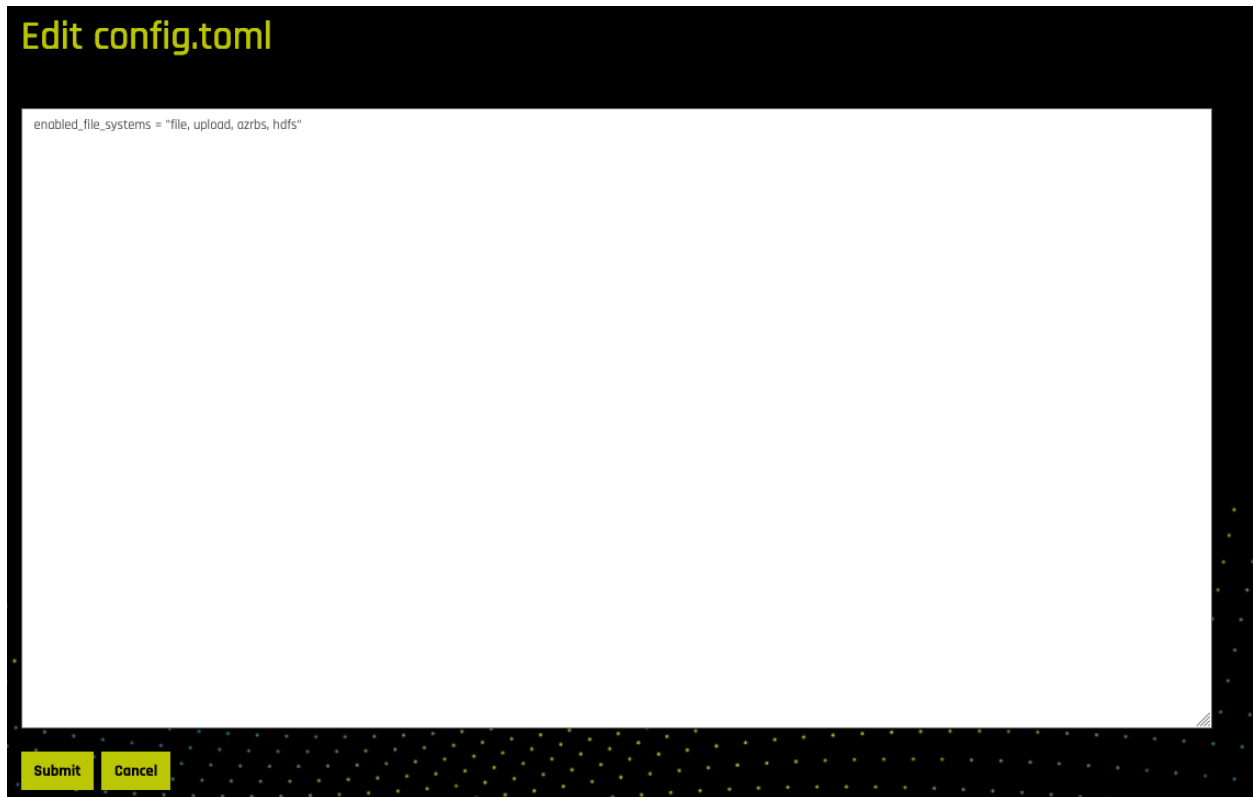 Edit config.toml
enabled_file_systems = "file, upload, azrbs, hdfs"
Submit Cancel